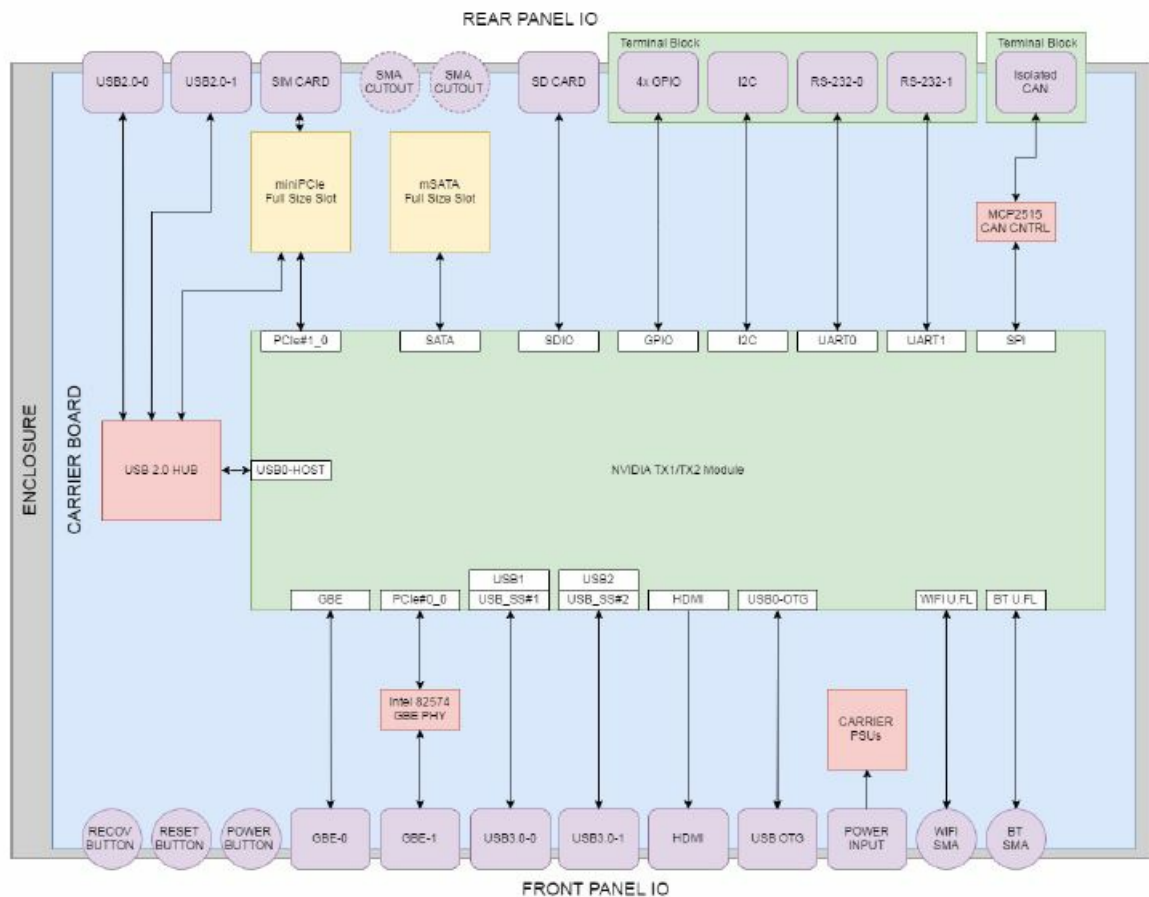 REAR PANEL IO
Terminal Block
Terminal Block
USB2.0-0
USB2.0-1
SIM CARD
SMA
CUTOUT
SMA
CUTOUT
SD CARD
4x GPIO
I2C
RS-232-0
RS-232-1
Isolated
CAN
miniPCIe
Full Size Slot
mSATA
Full Size Slot
MCP2515
CAN CNTRL
PCIe#1_0
SATA
SDIO
GPIO
I2C
UART0
UART1
SPI
ENCLOSURE
CARRIER BOARD
USB 2.0 HUB
USB0-HOST
NVIDIA TX1/TX2 Module
USB1
USB2
GBE
PCIe#0_0
USB_SS#1
USB_SS#2
HDMI
USB0-OTG
WIFI U.FL
BT U.FL
Intel 82574
GBE PHY
CARRIER
PSUs
RECOV
BUTTON
RESET
BUTTON
POWER
BUTTON
GBE-0
GBE-1
USB3.0-0
USB3.0-1
HDMI
USB OTG
POWER
INPUT
WIFI
SMA
BT
SMA
FRONT PANEL IO